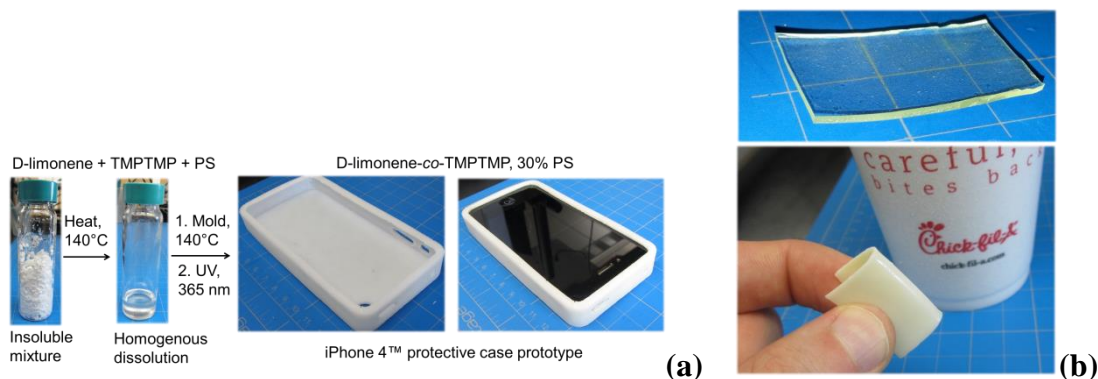 D-limonene + TMPTMP + PS
Heat,
140°C
Insoluble
mixture
Homogenous
dissolution
1. Mold,
140°C
2. UV,
365 nm
D-limonene-co-TMPTMP, 30% PS
iPhone 4™ protective case prototype
(a)
careful,
bites bac
Chick-fil-A
chick-fil-a.com
(b)